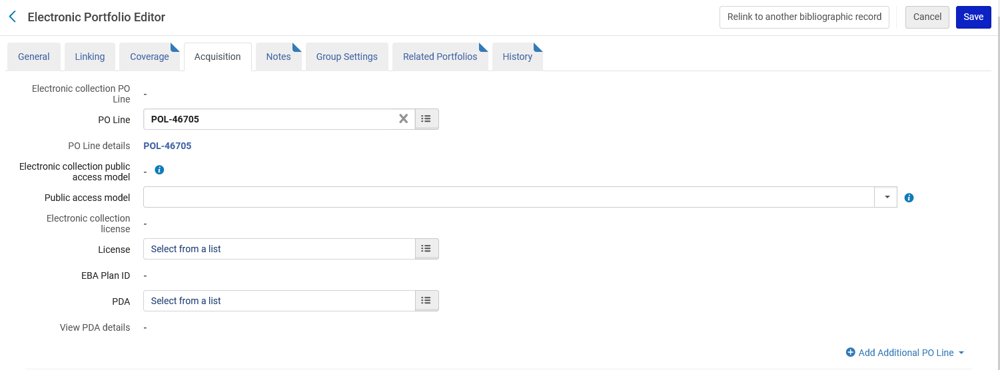 Electronic Portfolio Editor
Relink to another bibliographic record
Cancel
Save
General
Linking
Coverage
Acquisition
Notes
Group Settings
Related Portfolios
History
Electronic collection PO
Line
-
PO Line
POL-46705
PO Line details
POL-46705
Electronic collection public
access model
-
Public access model
Electronic collection
license
-
License
Select from a list
EBA Plan ID
-
PDA
Select from a list
View PDA details
-
Add Additional PO Line